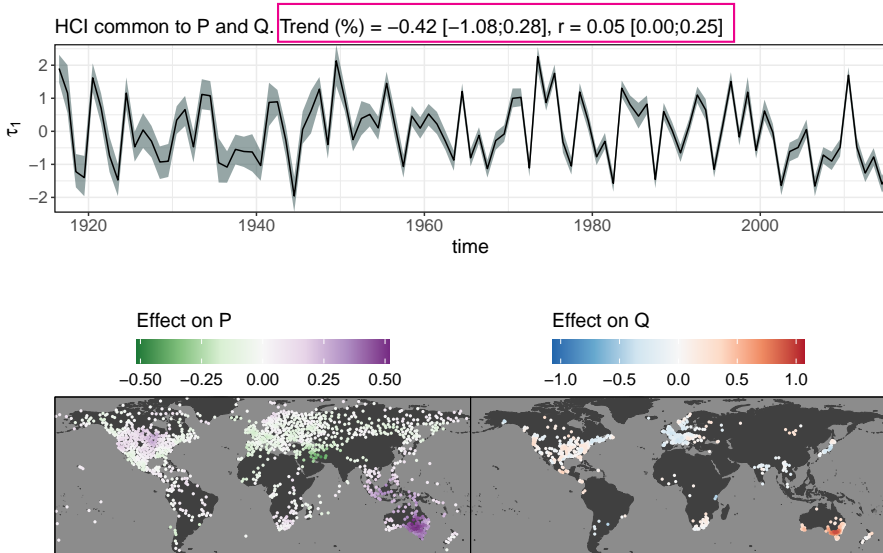 HCI common to P and Q. Trend (%) = −0.42 [−1.08;0.28], r = 0.05 [0.00;0.25]
2
1
0
−1
−2
τ1
1920 1940 1960 1980 2000
time
Effect on P
−0.50 −0.25 0.00 0.25 0.50
Effect on Q
−1.0 −0.5 0.0 0.5 1.0